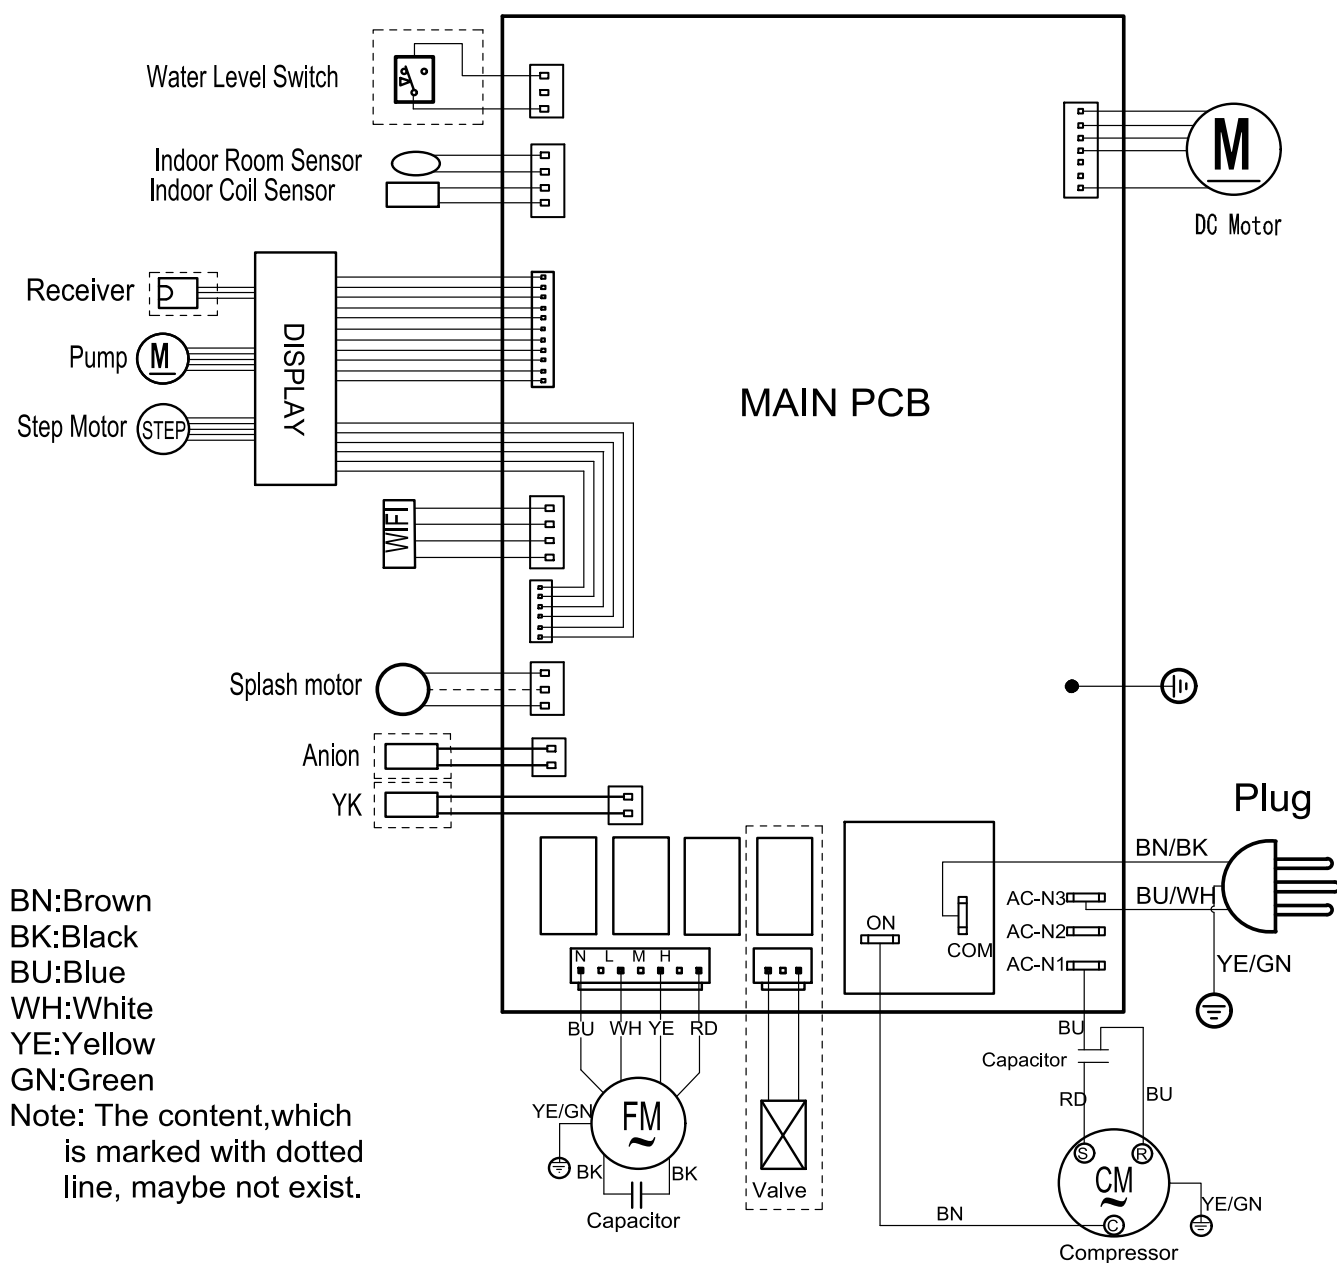 Water Level Switch
Indoor Room Sensor
Indoor Coil Sensor
M
DC Motor
Receiver
Pump
M
Step Motor
STEP
DISPLAY
MAIN PCB
WIFI
Splash motor
Anion
YK
Plug
BN/BK
BU/WH
YE/GN
AC-N3
AC-N2
AC-N1
ON
COM
N L M H
BU WH YE RD
FM
~
YE/GN
BK
BK
Capacitor
Valve
BU
Capacitor
RD
BU
S
R
CM
~
C
YE/GN
BN
Compressor
BN:Brown
BK:Black
BU:Blue
WH:White
YE:Yellow
GN:Green
Note: The content,which
is marked with dotted
line, maybe not exist.